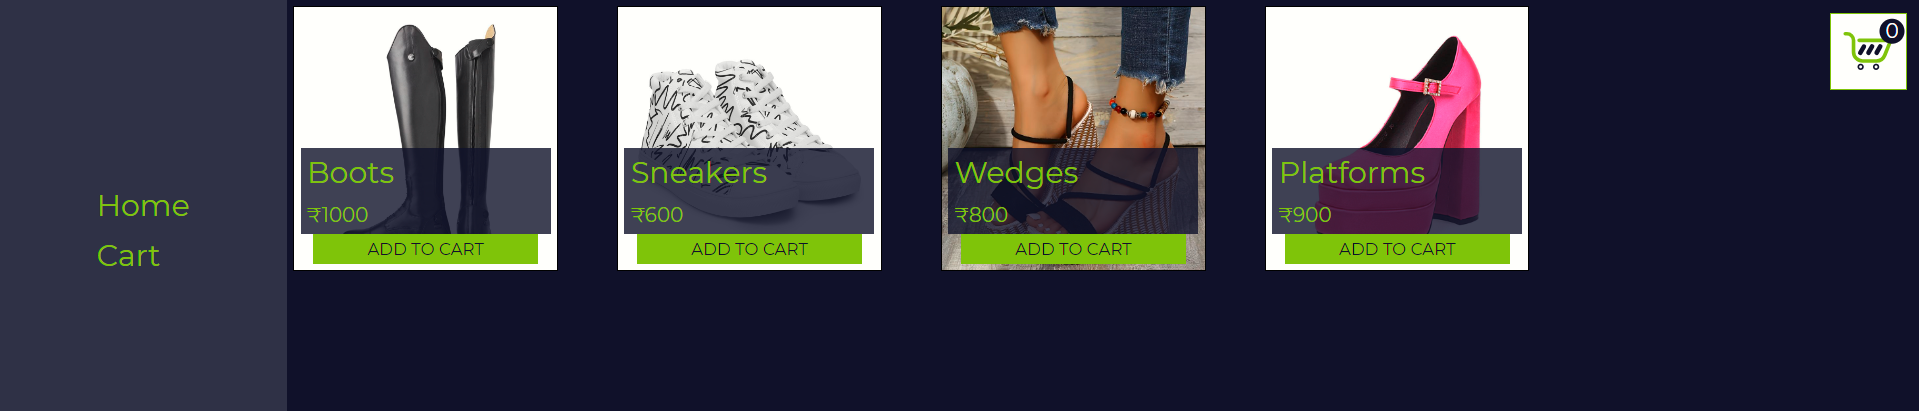 Home
Cart
Boots
₹1000
ADD TO CART
Sneakers
₹600
ADD TO CART
Wedges
₹800
ADD TO CART
Platforms
₹900
ADD TO CART
0